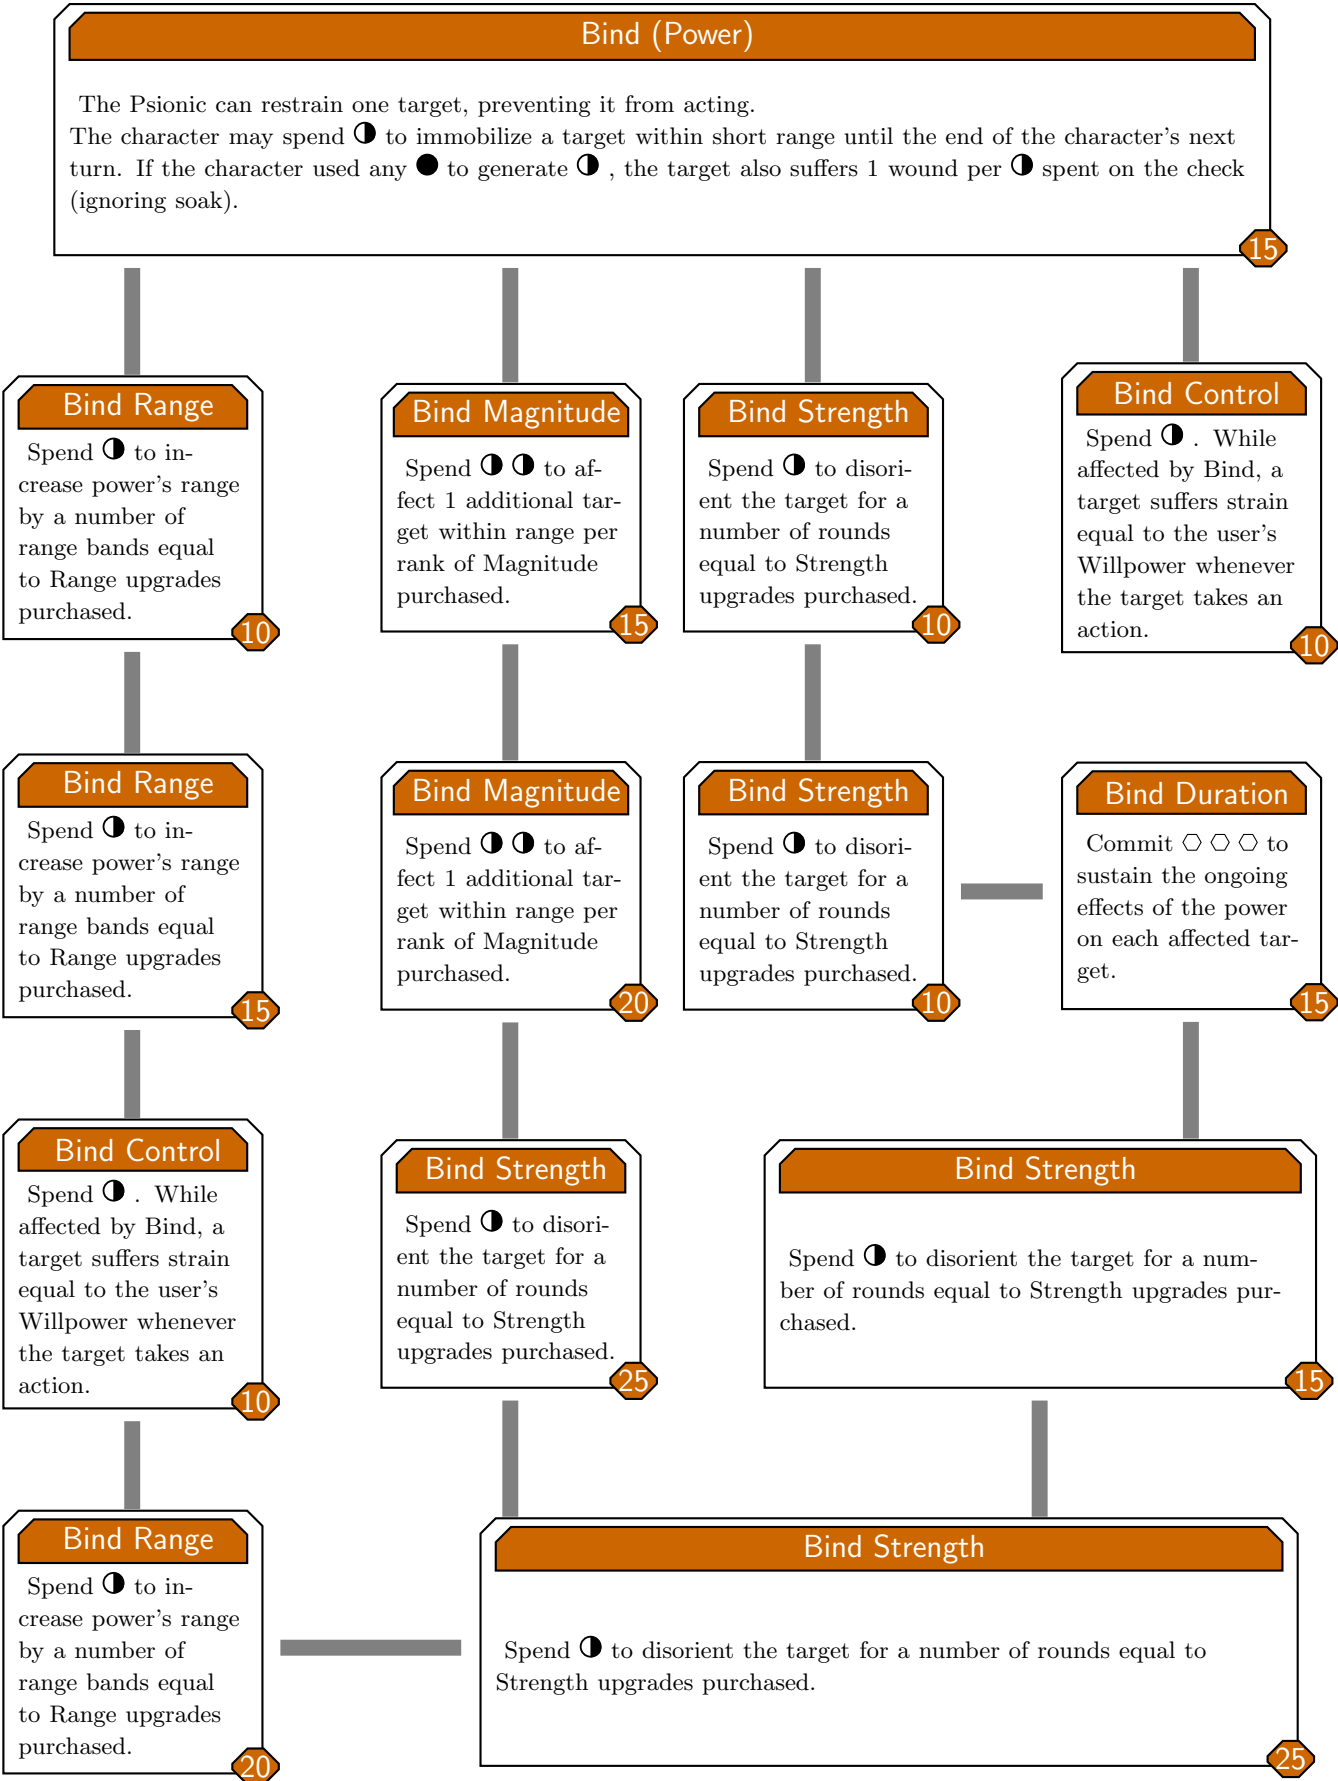 Bind (Power)
The Psionic can restrain one target, preventing it from acting.
The character may spend ◑ to immobilize a target within short range until the end of the character's next
turn. If the character used any ● to generate ◑ , the target also suffers 1 wound per ◑ spent on the check
(ignoring soak).
15
Bind Range
Spend ◑ to in-
crease power's range
by a number of
range bands equal
to Range upgrades
purchased.
10
Bind Magnitude
Spend ◑ ◑ to af-
fect 1 additional tar-
get within range per
rank of Magnitude
purchased.
15
Bind Strength
Spend ◑ to disori-
ent the target for a
number of rounds
equal to Strength
upgrades purchased.
10
Bind Control
Spend ◑ . While
affected by Bind, a
target suffers strain
equal to the user's
Willpower whenever
the target takes an
action.
10
Bind Range
Spend ◑ to in-
crease power's range
by a number of
range bands equal
to Range upgrades
purchased.
15
Bind Magnitude
Spend ◑ ◑ to af-
fect 1 additional tar-
get within range per
rank of Magnitude
purchased.
20
Bind Strength
Spend ◑ to disori-
ent the target for a
number of rounds
equal to Strength
upgrades purchased.
10
Bind Duration
Commit ⬡ ⬡ ⬡ to
sustain the ongoing
effects of the power
on each affected tar-
get.
15
Bind Control
Spend ◑ . While
affected by Bind, a
target suffers strain
equal to the user's
Willpower whenever
the target takes an
action.
10
Bind Strength
Spend ◑ to disori-
ent the target for a
number of rounds
equal to Strength
upgrades purchased.
25
Bind Strength
Spend ◑ to disorient the target for a num-
ber of rounds equal to Strength upgrades pur-
chased.
15
Bind Range
Spend ◑ to in-
crease power's range
by a number of
range bands equal
to Range upgrades
purchased.
20
Bind Strength
Spend ◑ to disorient the target for a number of rounds equal to
Strength upgrades purchased.
25